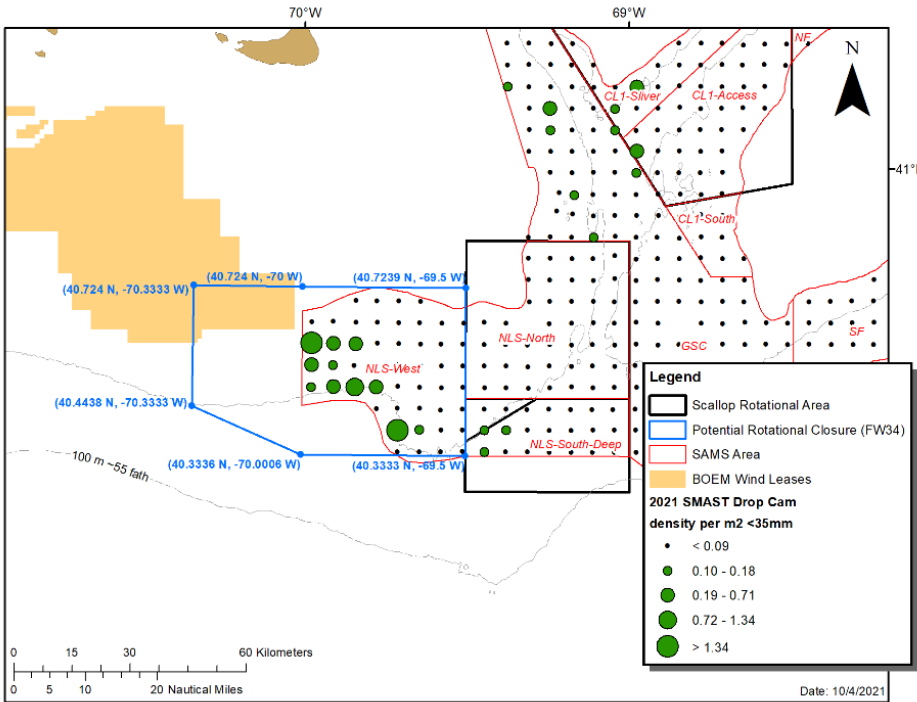 70°W
69°W
NF
N
CL1-Sliver
CL1-Access
41°N
CL1-South
(40.724 N, -70 W)
(40.7239 N, -69.5 W)
(40.724 N, -70.3333 W)
NLS-North
SF
GSC
NLS-West
Legend
Scallop Rotational Area
(40.4438 N, -70.3333 W)
Potential Rotational Closure (FW34)
NLS-South-Deep
SAMS Area
100 m ~55 fath
(40.3336 N, -70.0006 W)
(40.3333 N, -69.5 W)
BOEM Wind Leases
2021 SMAST Drop Cam
density per m2 <35mm
< 0.09
0.10 - 0.18
0.19 - 0.71
0.72 - 1.34
> 1.34
0 15 30 60 Kilometers
0 5 10 20 Nautical Miles
Date: 10/4/2021